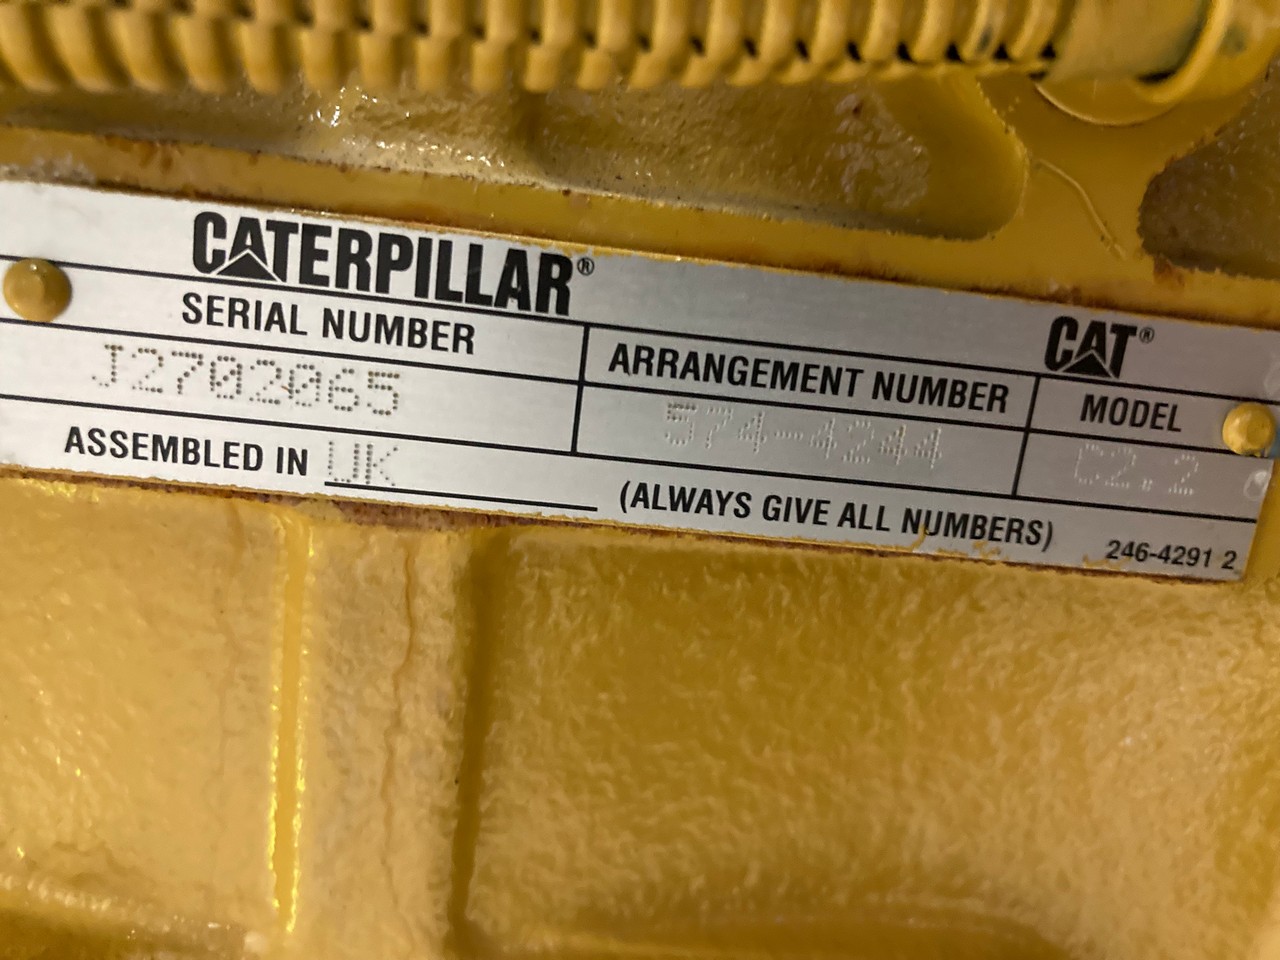 CATERPILLAR®
CAT®
SERIAL NUMBER
ARRANGEMENT NUMBER
MODEL
J2702065
574-4244
C2.2
ASSEMBLED IN UK
(ALWAYS GIVE ALL NUMBERS)
246-4291 2